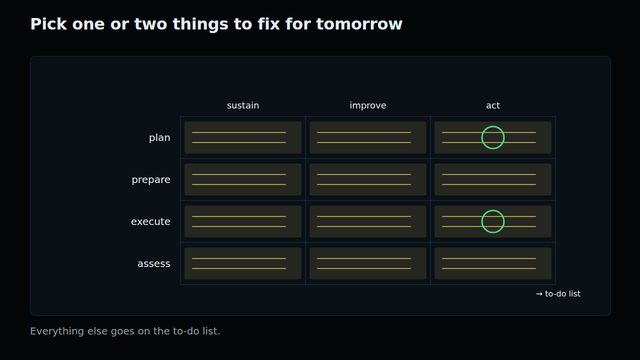 Pick one or two things to fix for tomorrow
sustain improve act
plan
prepare
execute
assess
→ to-do list
Everything else goes on the to-do list.